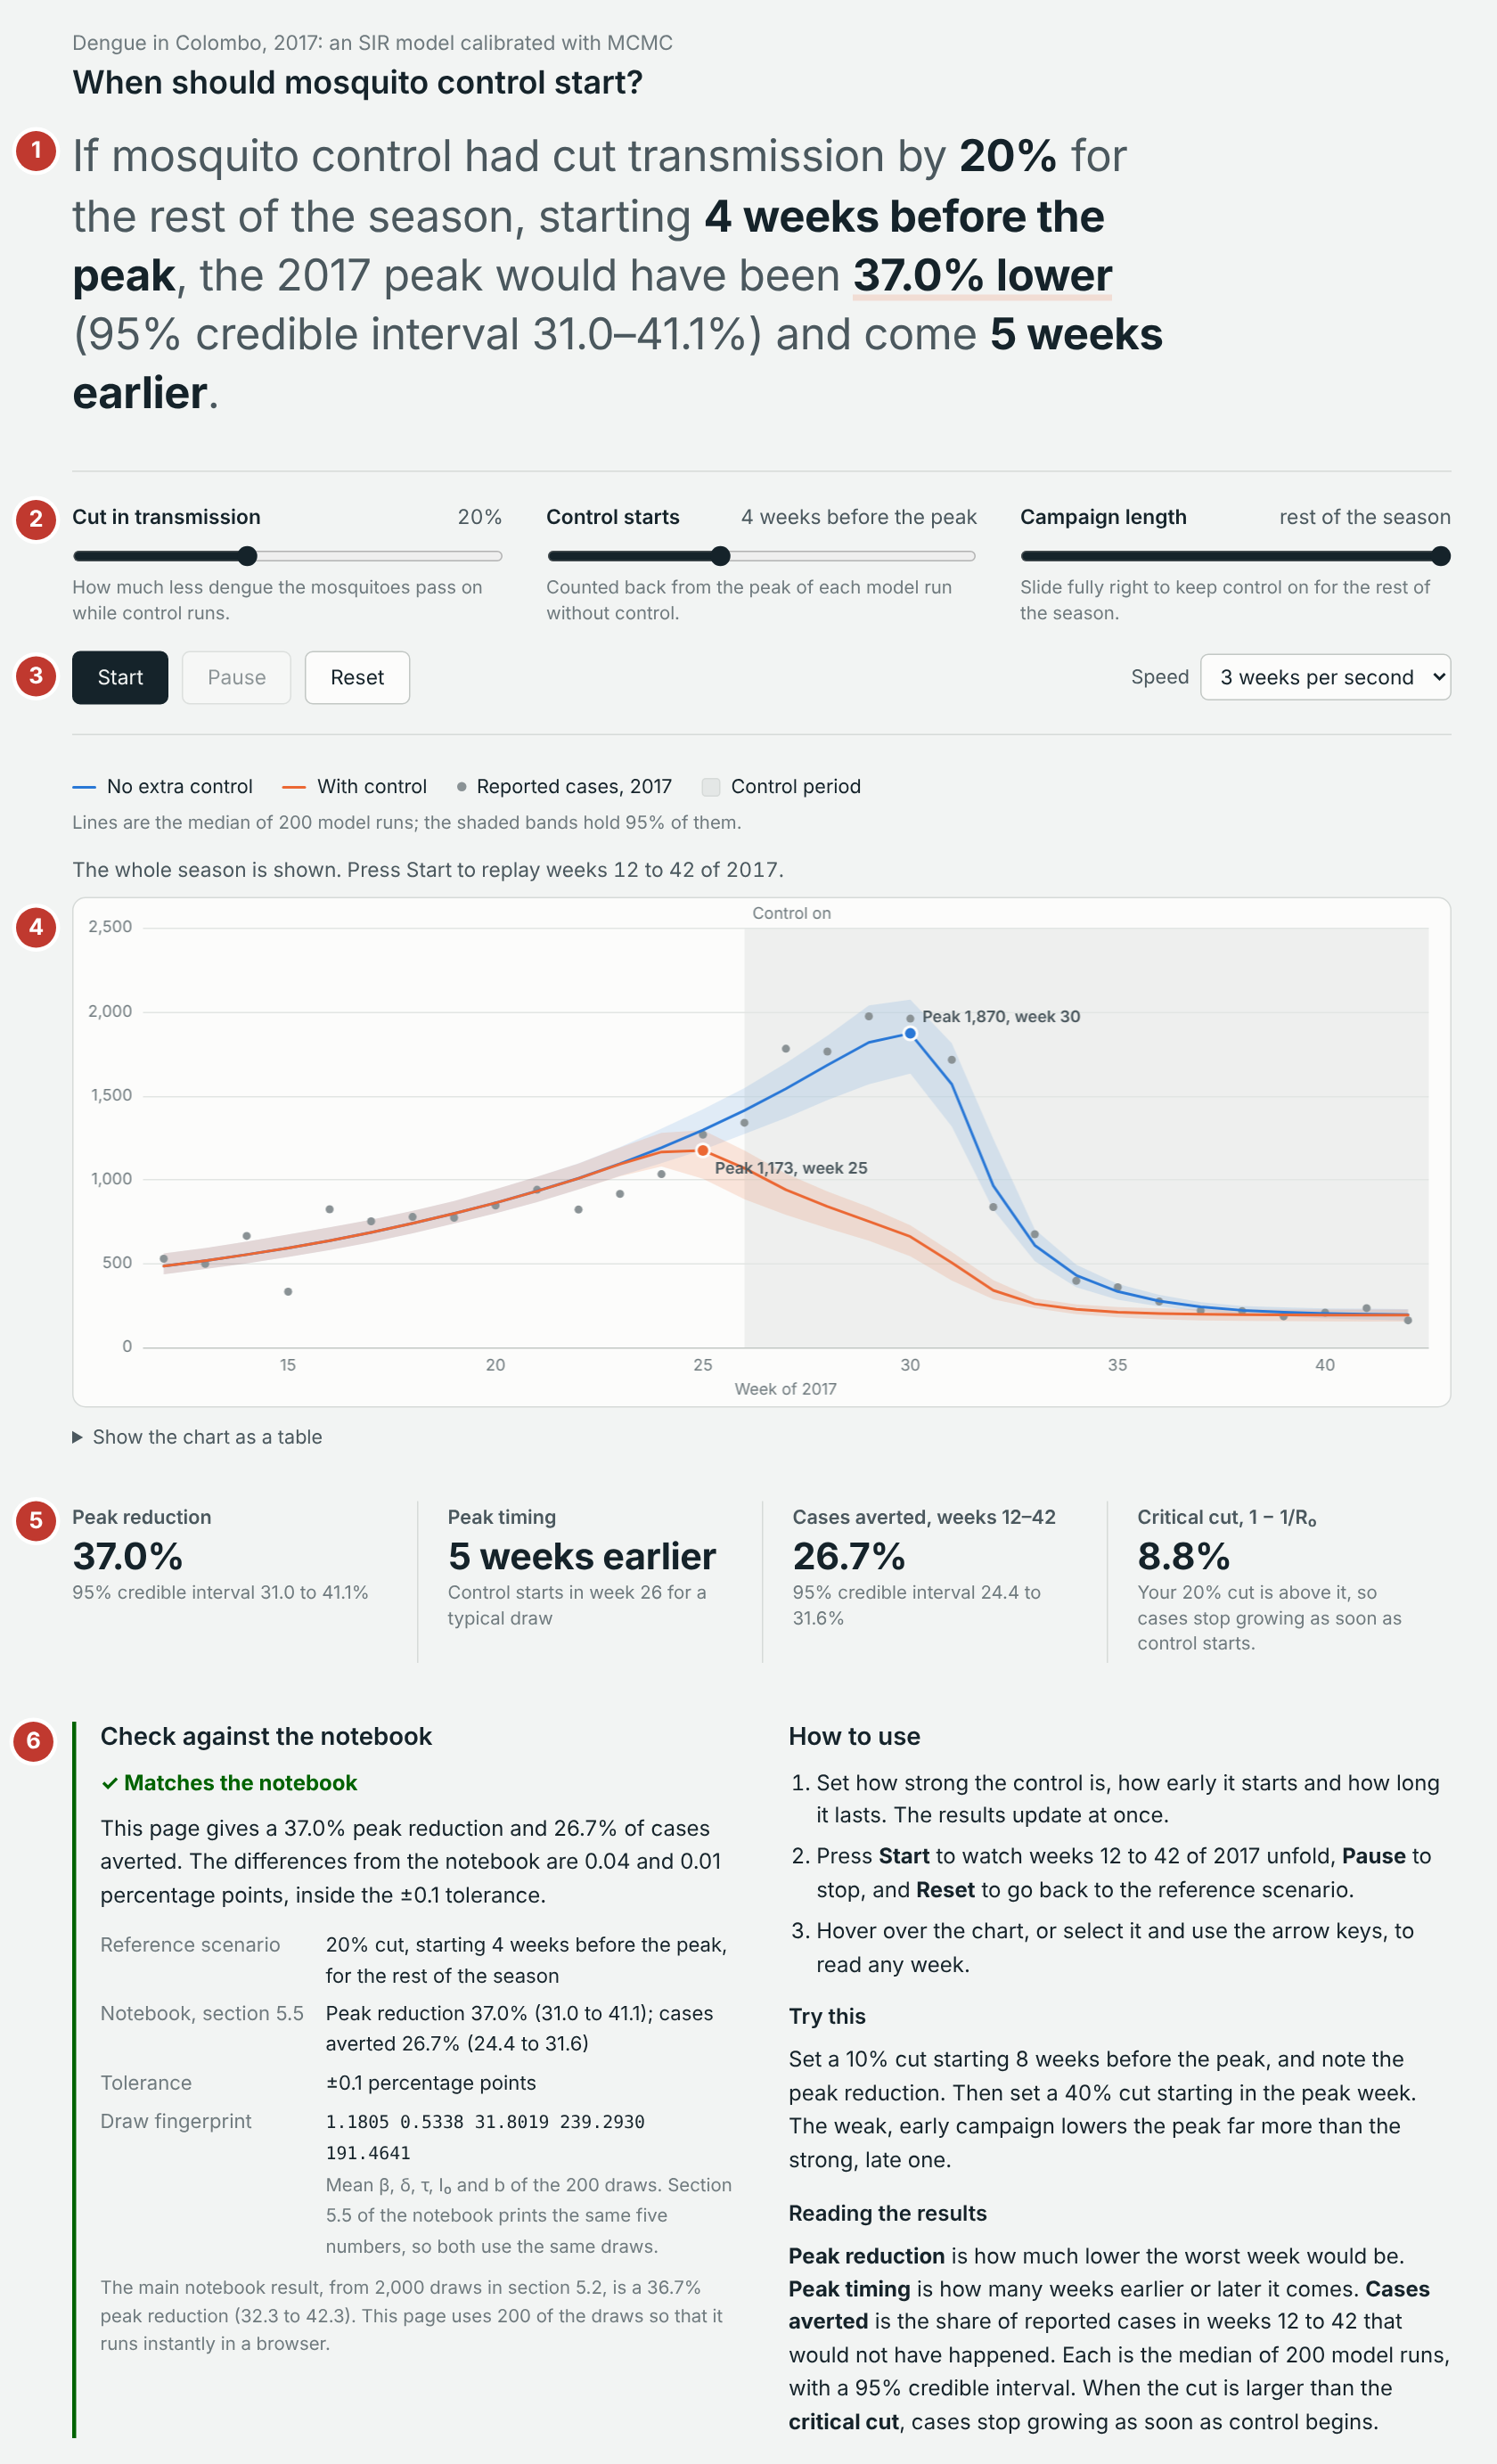 Dengue in Colombo, 2017: an SIR model calibrated with MCMC
When should mosquito control start?
1
If mosquito control had cut transmission by 20% for
the rest of the season, starting 4 weeks before the
peak, the 2017 peak would have been 37.0% lower
(95% credible interval 31.0–41.1%) and come 5 weeks
earlier.
2
Cut in transmission 20%
How much less dengue the mosquitoes pass on
while control runs.
Control starts 4 weeks before the peak
Counted back from the peak of each model run
without control.
Campaign length rest of the season
Slide fully right to keep control on for the rest of
the season.
3
Start Pause Reset
Speed 3 weeks per second
No extra control With control Reported cases, 2017 Control period
Lines are the median of 200 model runs; the shaded bands hold 95% of them.
The whole season is shown. Press Start to replay weeks 12 to 42 of 2017.
4
Control on
2,500
2,000
1,500
1,000
500
0
Peak 1,870, week 30
Peak 1,173, week 25
15 20 25 30 35 40
Week of 2017
▶ Show the chart as a table
5
Peak reduction
37.0%
95% credible interval 31.0 to 41.1%
Peak timing
5 weeks earlier
Control starts in week 26 for a
typical draw
Cases averted, weeks 12–42
26.7%
95% credible interval 24.4 to
31.6%
Critical cut, 1 − 1/R₀
8.8%
Your 20% cut is above it, so
cases stop growing as soon as
control starts.
6
Check against the notebook
✓ Matches the notebook
This page gives a 37.0% peak reduction and 26.7% of cases
averted. The differences from the notebook are 0.04 and 0.01
percentage points, inside the ±0.1 tolerance.
Reference scenario 20% cut, starting 4 weeks before the peak,
for the rest of the season
Notebook, section 5.5 Peak reduction 37.0% (31.0 to 41.1); cases
averted 26.7% (24.4 to 31.6)
Tolerance ±0.1 percentage points
Draw fingerprint 1.1805 0.5338 31.8019 239.2930
191.4641
Mean β, δ, τ, I₀ and b of the 200 draws. Section
5.5 of the notebook prints the same five
numbers, so both use the same draws.
The main notebook result, from 2,000 draws in section 5.2, is a 36.7%
peak reduction (32.3 to 42.3). This page uses 200 of the draws so that it
runs instantly in a browser.
How to use
1. Set how strong the control is, how early it starts and how long
it lasts. The results update at once.
2. Press Start to watch weeks 12 to 42 of 2017 unfold, Pause to
stop, and Reset to go back to the reference scenario.
3. Hover over the chart, or select it and use the arrow keys, to
read any week.
Try this
Set a 10% cut starting 8 weeks before the peak, and note the
peak reduction. Then set a 40% cut starting in the peak week.
The weak, early campaign lowers the peak far more than the
strong, late one.
Reading the results
Peak reduction is how much lower the worst week would be.
Peak timing is how many weeks earlier or later it comes. Cases
averted is the share of reported cases in weeks 12 to 42 that
would not have happened. Each is the median of 200 model runs,
with a 95% credible interval. When the cut is larger than the
critical cut, cases stop growing as soon as control begins.